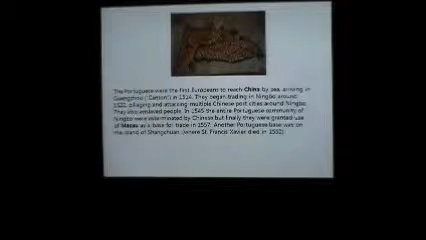 The Portuguese were the first Europeans to reach China by sea, arriving in
Guangzhou ("Canton") in 1514. They began trading in Ningbo around
1522, pillaging and attacking multiple Chinese port cities around Ningbo.
They also enslaved people. In 1545 the entire Portuguese community of
Ningbo were exterminated by Chinese but finally they were granted use
of Macau as a base for trade in 1557. Another Portuguese base was on
the island of Shangchuan. (where St. Francis Xavier died in 1552)